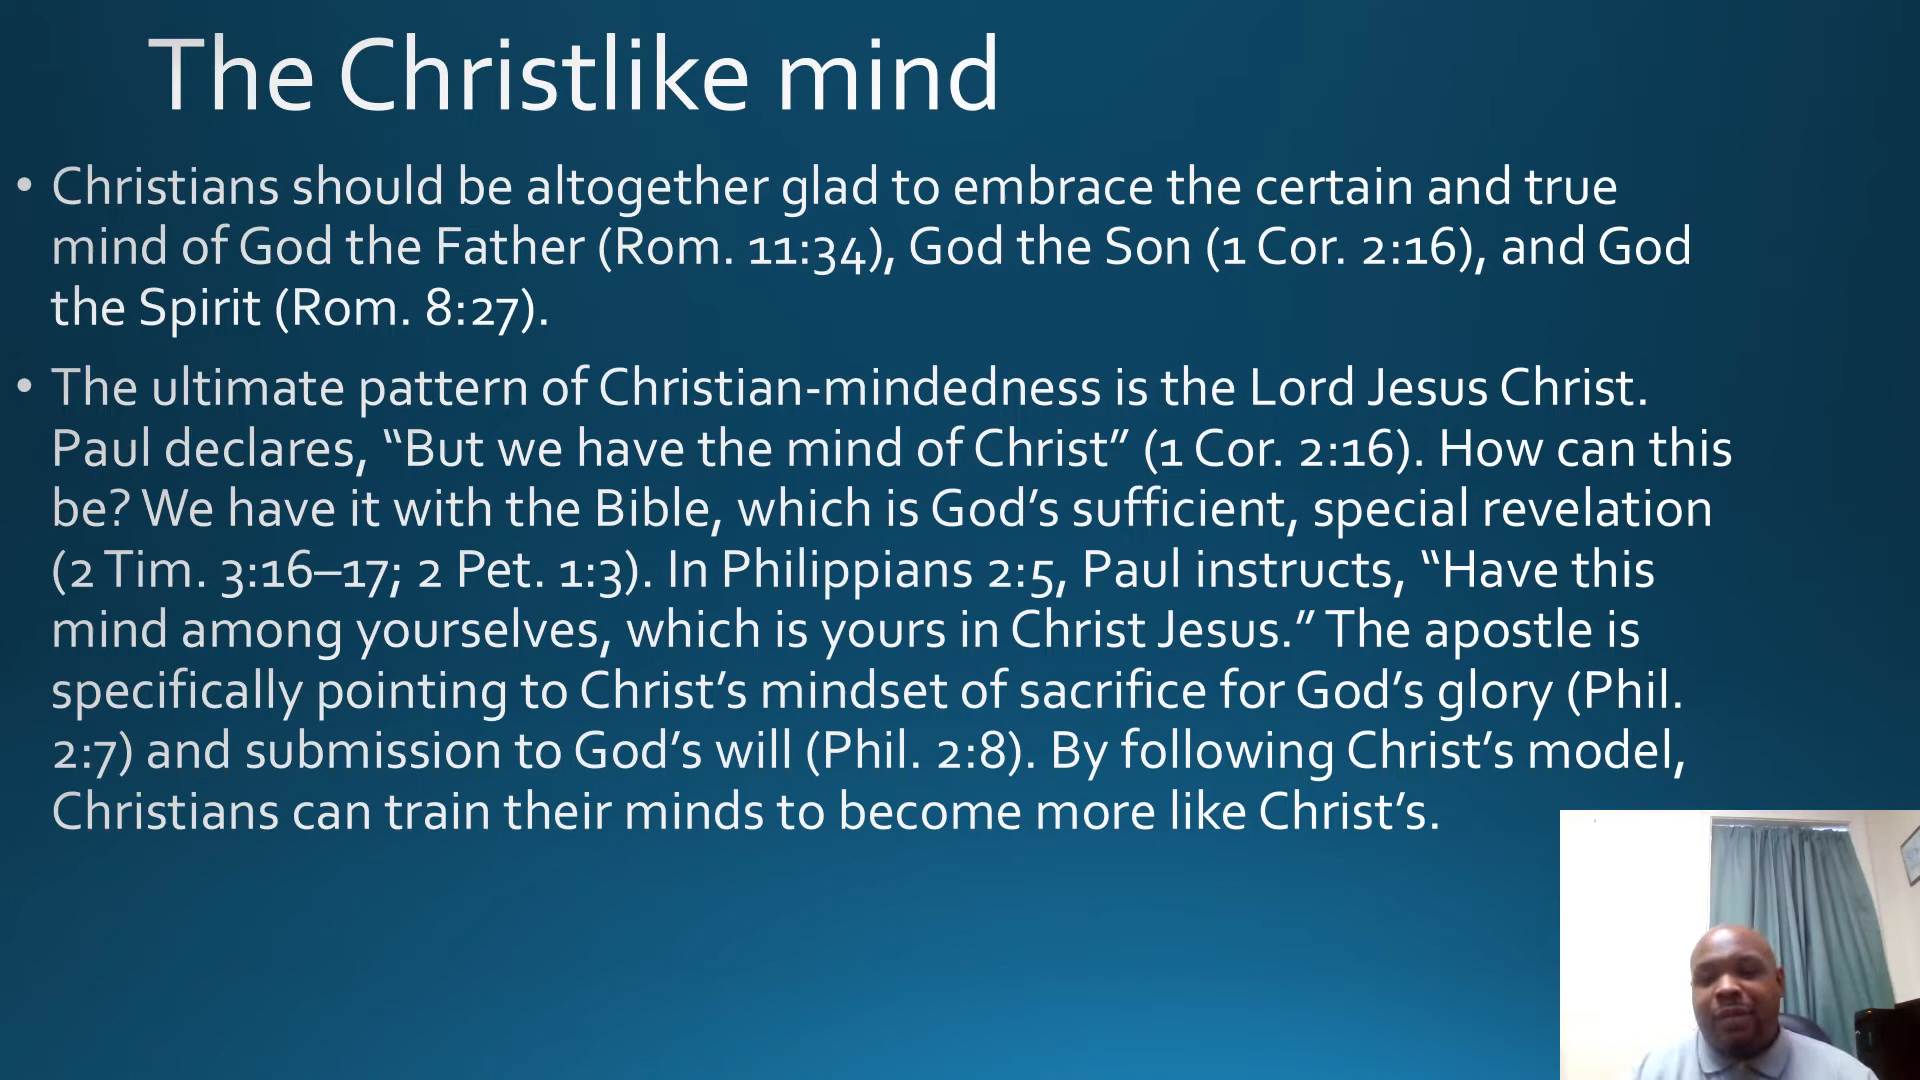 The Christlike mind
• Christians should be altogether glad to embrace the certain and true
mind of God the Father (Rom. 11:34), God the Son (1 Cor. 2:16), and God
the Spirit (Rom. 8:27).
• The ultimate pattern of Christian-mindedness is the Lord Jesus Christ.
Paul declares, “But we have the mind of Christ” (1 Cor. 2:16). How can this
be? We have it with the Bible, which is God’s sufficient, special revelation
(2 Tim. 3:16–17; 2 Pet. 1:3). In Philippians 2:5, Paul instructs, “Have this
mind among yourselves, which is yours in Christ Jesus.” The apostle is
specifically pointing to Christ’s mindset of sacrifice for God’s glory (Phil.
2:7) and submission to God’s will (Phil. 2:8). By following Christ’s model,
Christians can train their minds to become more like Christ’s.